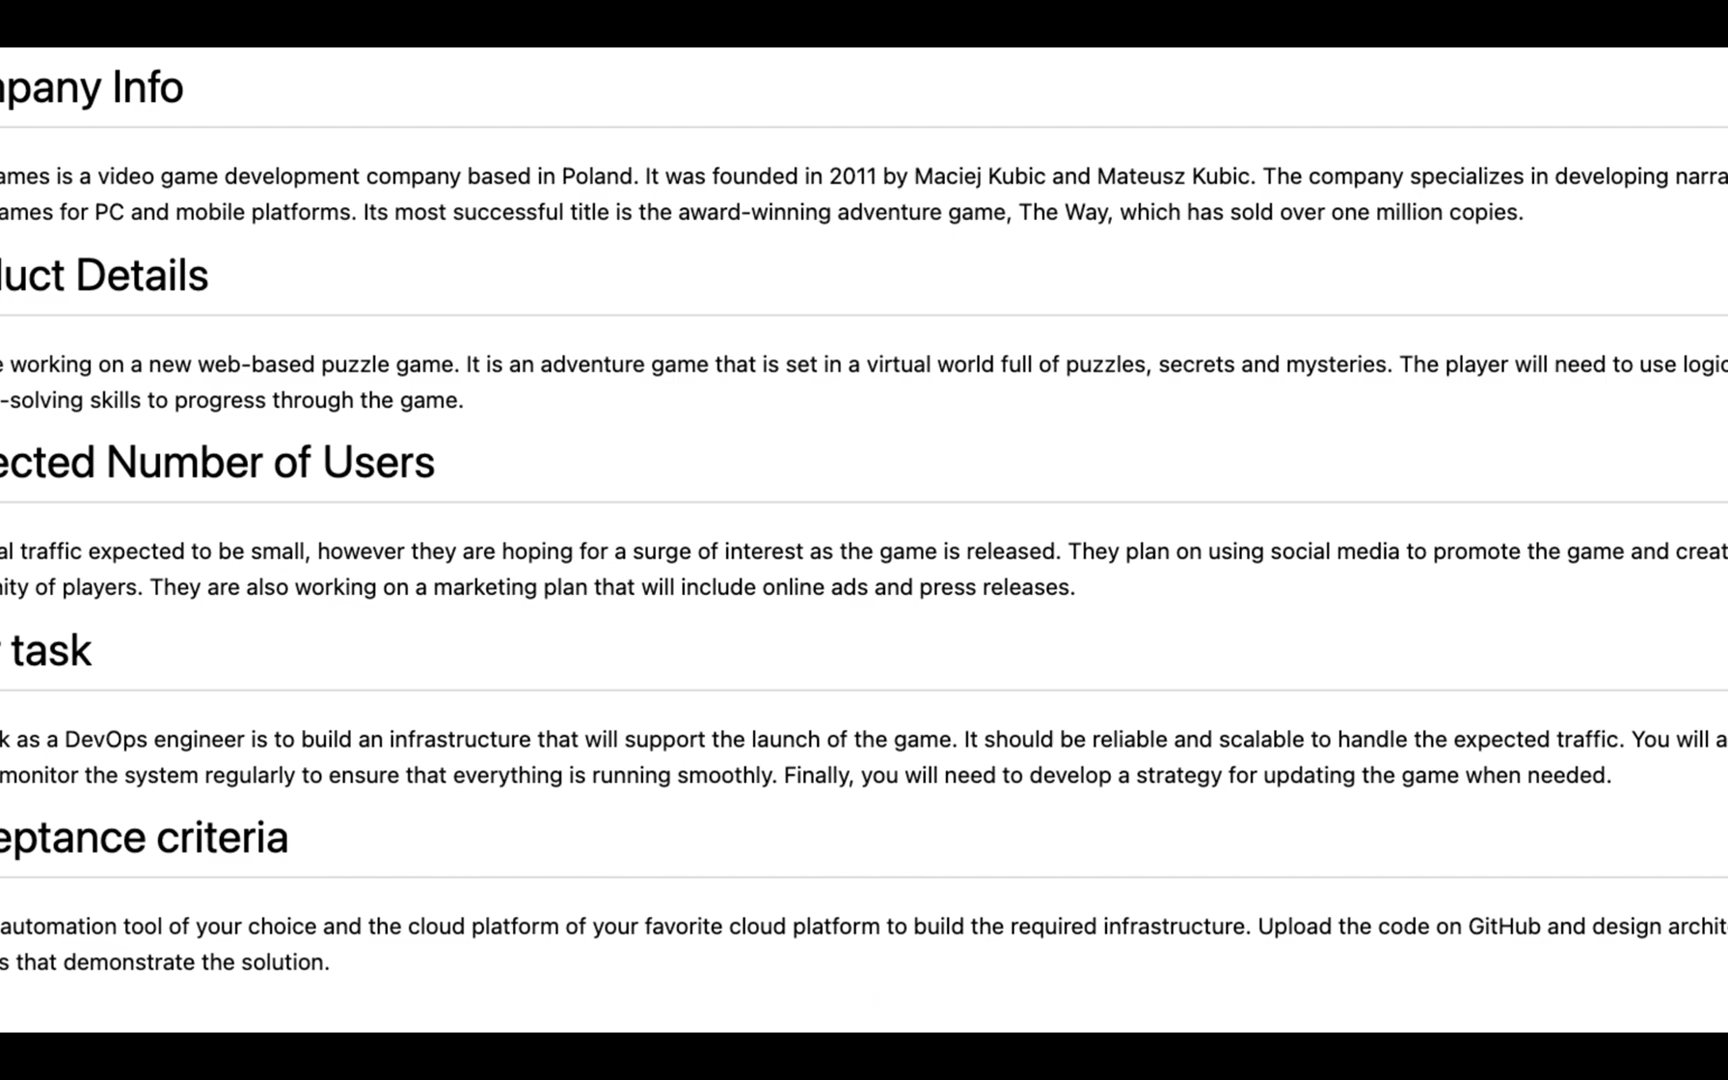 pany Info
ames is a video game development company based in Poland. It was founded in 2011 by Maciej Kubic and Mateusz Kubic. The company specializes in developing narra
ames for PC and mobile platforms. Its most successful title is the award-winning adventure game, The Way, which has sold over one million copies.
uct Details
working on a new web-based puzzle game. It is an adventure game that is set in a virtual world full of puzzles, secrets and mysteries. The player will need to use logic
-solving skills to progress through the game.
ected Number of Users
al traffic expected to be small, however they are hoping for a surge of interest as the game is released. They plan on using social media to promote the game and creat
ity of players. They are also working on a marketing plan that will include online ads and press releases.
task
k as a DevOps engineer is to build an infrastructure that will support the launch of the game. It should be reliable and scalable to handle the expected traffic. You will a
monitor the system regularly to ensure that everything is running smoothly. Finally, you will need to develop a strategy for updating the game when needed.
eptance criteria
automation tool of your choice and the cloud platform of your favorite cloud platform to build the required infrastructure. Upload the code on GitHub and design archit
s that demonstrate the solution.